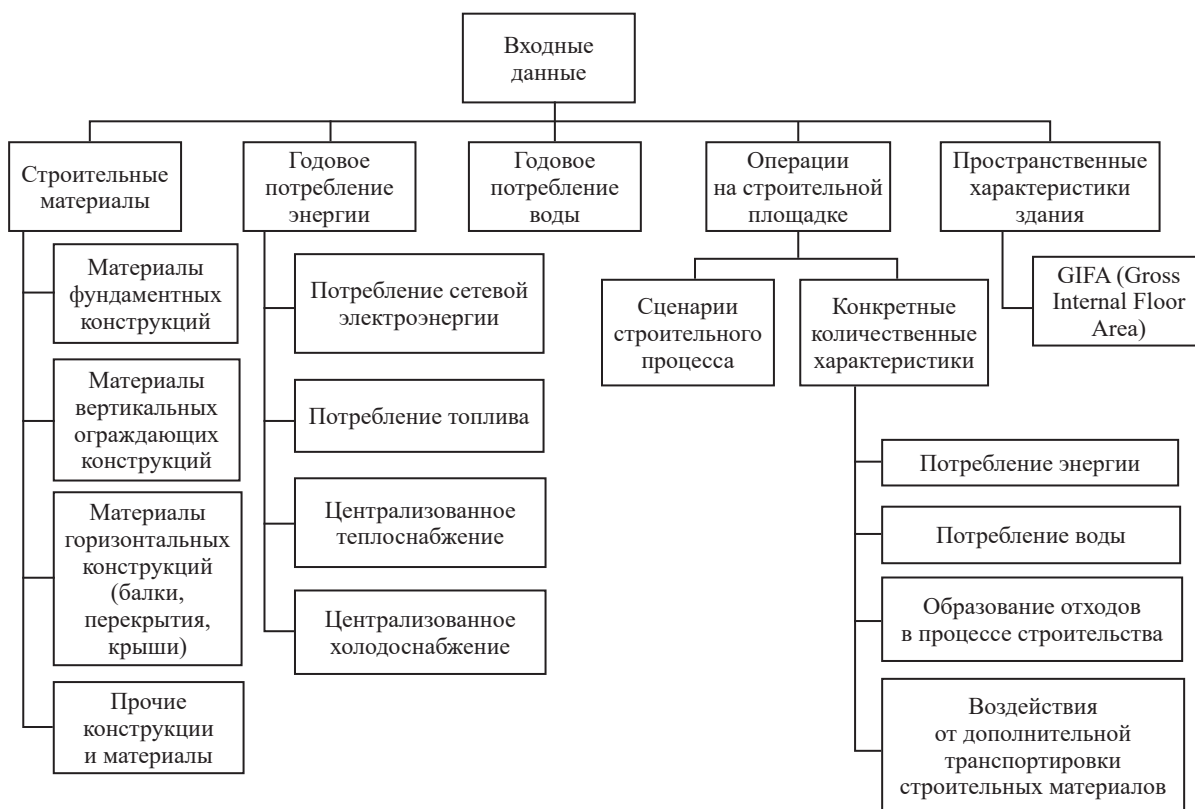 Входные
данные
Строительные
материалы
Годовое
потребление
энергии
Годовое
потребление
воды
Операции
на строительной
площадке
Пространственные
характеристики
здания
Материалы
фундаментных
конструкций
Материалы
вертикальных
ограждающих
конструкций
Материалы
горизонтальных
конструкций
(балки,
перекрытия,
крыши)
Прочие
конструкции
и материалы
Потребление сетевой
электроэнергии
Потребление топлива
Централизованное
теплоснабжение
Централизованное
холодоснабжение
Сценарии
строительного
процесса
Конкретные
количественные
характеристики
Потребление энергии
Потребление воды
Образование отходов
в процессе строительства
Воздействия
от дополнительной
транспортировки
строительных материалов
GIFA (Gross
Internal Floor
Area)